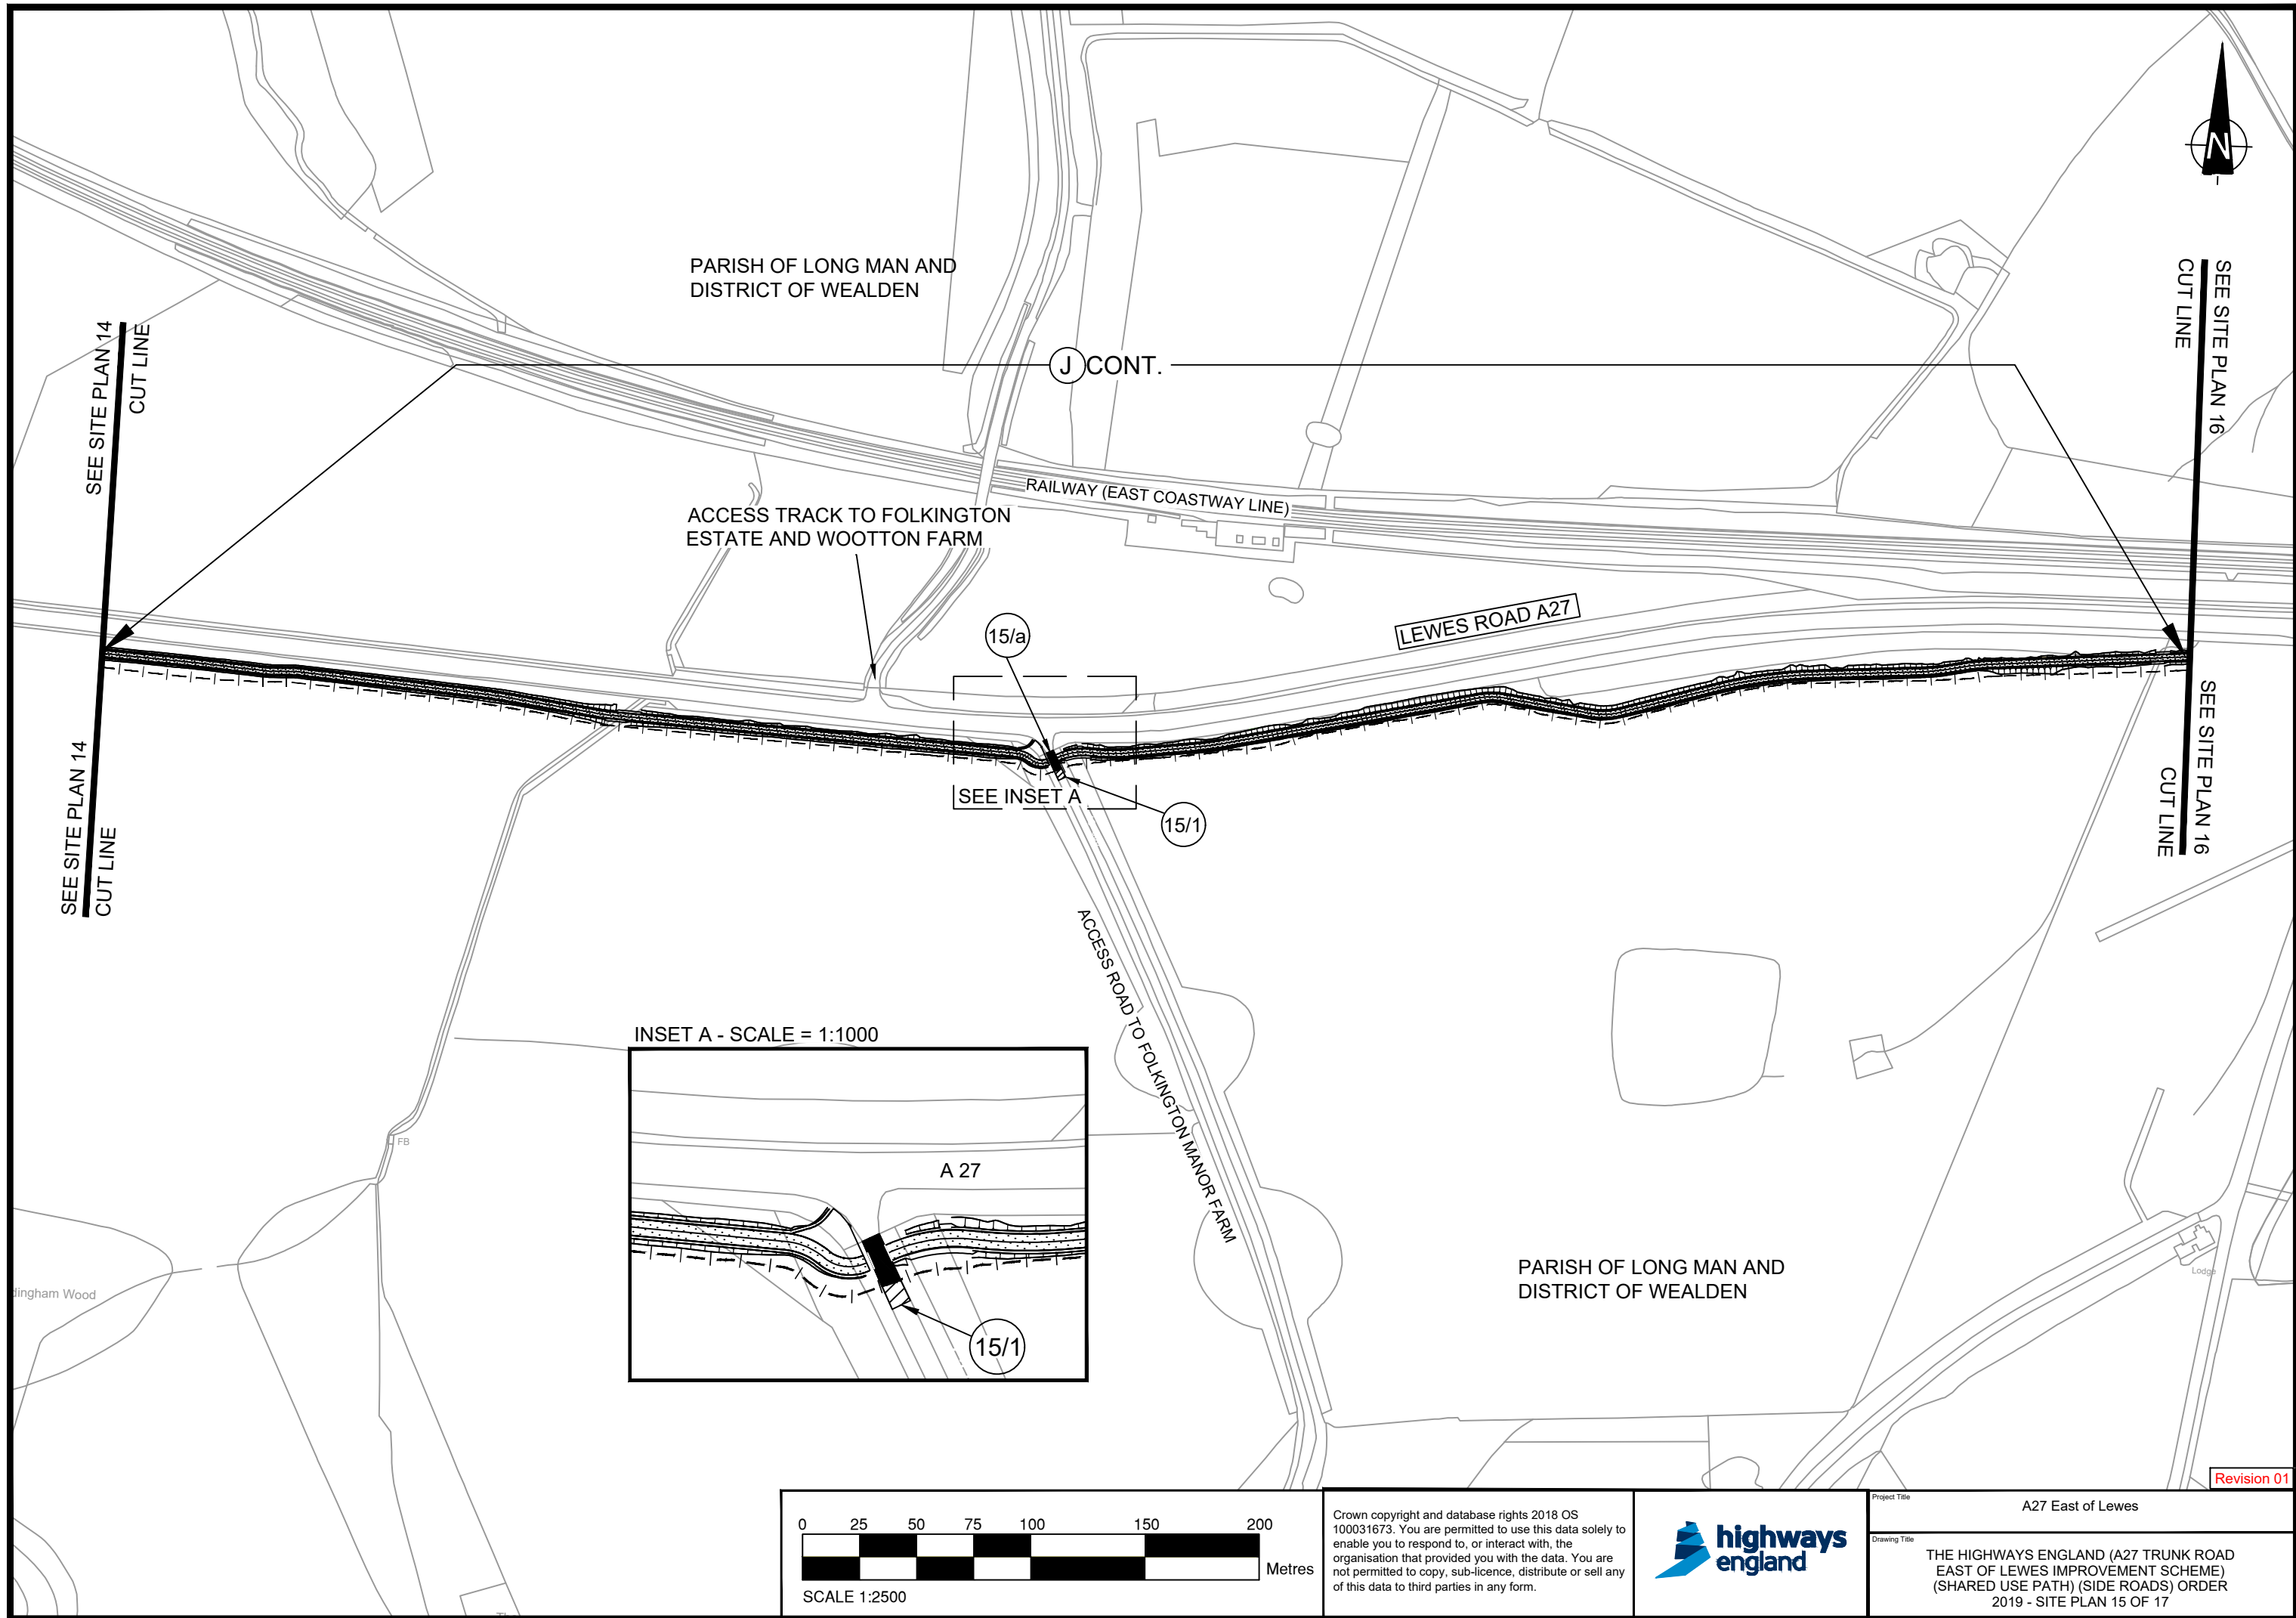 N
PARISH OF LONG MAN AND
DISTRICT OF WEALDEN
SEE SITE PLAN 14
CUT LINE
J CONT.
SEE SITE PLAN 16
CUT LINE
RAILWAY (EAST COASTWAY LINE)
ACCESS TRACK TO FOLKINGTON
ESTATE AND WOOTTON FARM
LEWES ROAD A27
15/a
SEE INSET A
15/1
SEE SITE PLAN 14
CUT LINE
SEE SITE PLAN 16
CUT LINE
ACCESS ROAD TO FOLKINGTON MANOR FARM
INSET A - SCALE = 1:1000
A 27
15/1
FB
dingham Wood
PARISH OF LONG MAN AND
DISTRICT OF WEALDEN
Lodge
Revision 01
0 25 50 75 100 150 200
Metres
SCALE 1:2500
Crown copyright and database rights 2018 OS
100031673. You are permitted to use this data solely to
enable you to respond to, or interact with, the
organisation that provided you with the data. You are
not permitted to copy, sub-licence, distribute or sell any
of this data to third parties in any form.
highways
england
Project Title
A27 East of Lewes
Drawing Title
THE HIGHWAYS ENGLAND (A27 TRUNK ROAD
EAST OF LEWES IMPROVEMENT SCHEME)
(SHARED USE PATH) (SIDE ROADS) ORDER
2019 - SITE PLAN 15 OF 17